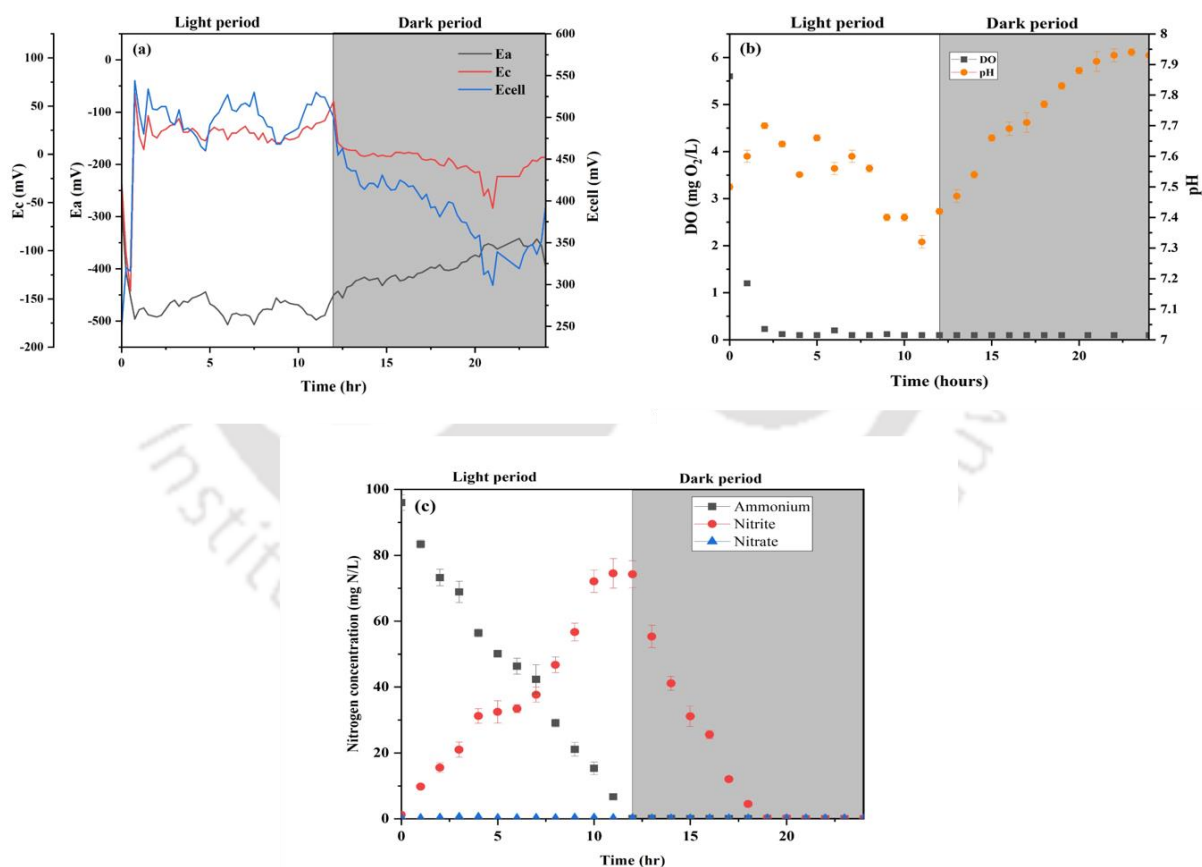 Light period Dark period
(a)
Ea
Ec
Ecell
Ec (mV)
100
50
0
-50
-100
-150
-200
Ea (mV)
0
-100
-200
-300
-400
-500
Ecell (mV)
600
550
500
450
400
350
300
250
0 5 10 15 20
Time (hr)
Light period Dark period
(b)
DO
pH
DO (mg O₂/L)
6
5
4
3
2
1
0
pH
8
7.9
7.8
7.7
7.6
7.5
7.4
7.3
7.2
7.1
7
0 5 10 15 20
Time (hours)
Institu
Light period Dark period
(c)
Ammonium
Nitrite
Nitrate
Nitrogen concentration (mg N/L)
100
80
60
40
20
0
0 5 10 15 20
Time (hr)